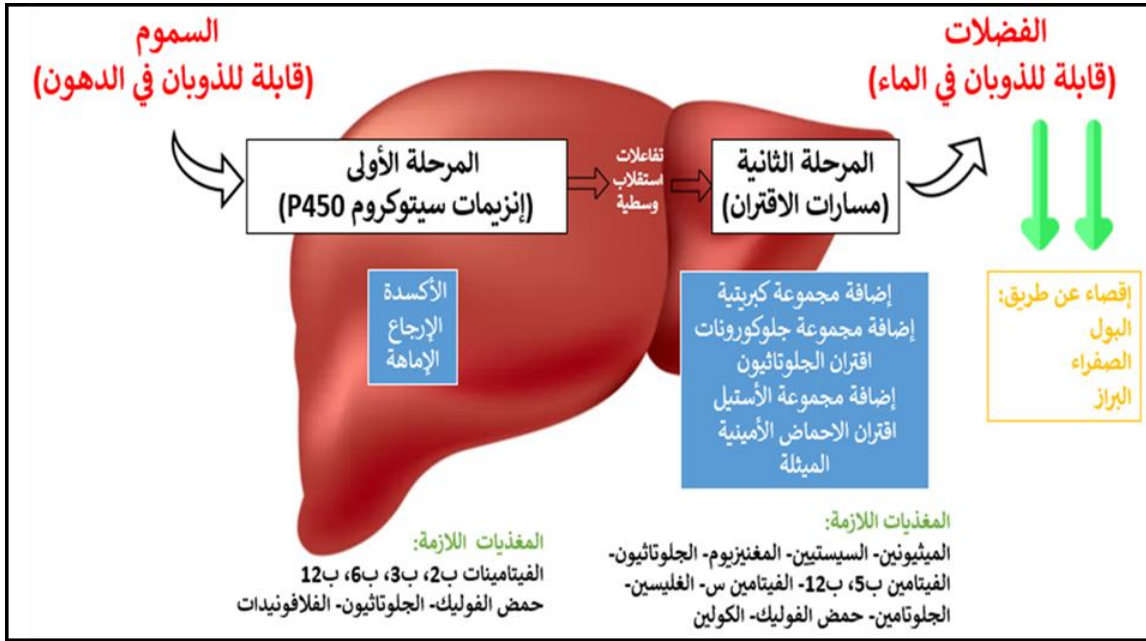 السموم
(قابلة للذوبان في الدهون)
الفضلات
(قابلة للذوبان في الماء)
المرحلة الأولى
(إنزيمات سيتوكروم P450)
تفاعلات
استقلاب
وسطية
المرحلة الثانية
(مسارات الاقتران)
الأكسدة
الإرجاع
الإماهة
إضافة مجموعة كبريتية
إضافة مجموعة جلوكورونات
اقتران الجلوتاثيون
إضافة مجموعة الأستيل
اقتران الاحماض الأمينية
الميثلة
إقصاء عن طريق:
البول
الصفراء
البراز
المغذيات اللازمة:
الفيتامينات ب2، ب3، ب6، ب12
حمض الفوليك- الجلوتاثيون- الفلافونيدات
المغذيات اللازمة:
الميثيونين- السيستيين- المغنيزيوم- الجلوتاثيون-
الفيتامين ب5، ب12- الفيتامين س- الغليسين-
الجلوتامين- حمض الفوليك- الكولين